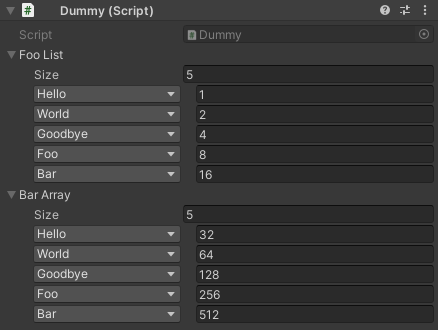 Dummy (Script)
Script Dummy
Foo List
Size 5
Hello 1
World 2
Goodbye 4
Foo 8
Bar 16
Bar Array
Size 5
Hello 32
World 64
Goodbye 128
Foo 256
Bar 512